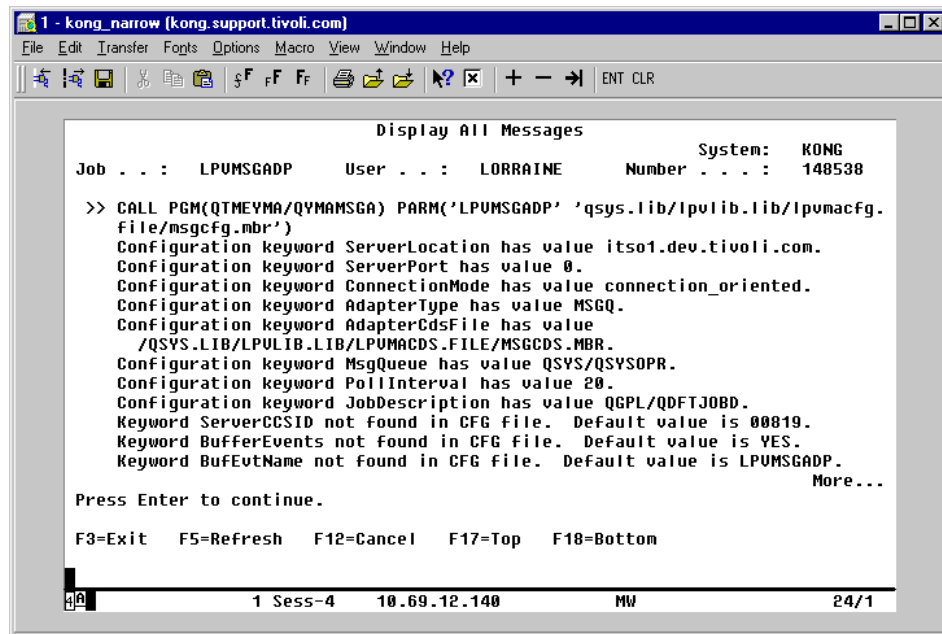 1 - kong_narrow (kong.support.tivoli.com)
File Edit Transfer Fonts Options Macro View Window Help
ENT CLR
Display All Messages
System: KONG
Job . . : LPVMSGADP User . . : LORRAINE Number . . . : 148538
>> CALL PGM(QTMEYMA/QYMAMSGA) PARM('LPVMSGADP' 'qsys.lib/lpvlib.lib/lpvmacfg.
file/msgcfg.mbr')
Configuration keyword ServerLocation has value itso1.dev.tivoli.com.
Configuration keyword ServerPort has value 0.
Configuration keyword ConnectionMode has value connection_oriented.
Configuration keyword AdapterType has value MSGQ.
Configuration keyword AdapterCdsFile has value
/QSYS.LIB/LPVLIB.LIB/LPVMACDS.FILE/MSGCDS.MBR.
Configuration keyword MsgQueue has value QSYS/QSYSOPR.
Configuration keyword PollInterval has value 20.
Configuration keyword JobDescription has value QGPL/QDFTJOBD.
Keyword ServerCCSID not found in CFG file. Default value is 00819.
Keyword BufferEvents not found in CFG file. Default value is YES.
Keyword BufEvtName not found in CFG file. Default value is LPVMSGADP.
More...
Press Enter to continue.
F3=Exit F5=Refresh F12=Cancel F17=Top F18=Bottom
4 A 1 Sess-4 10.69.12.140 MW 24/1